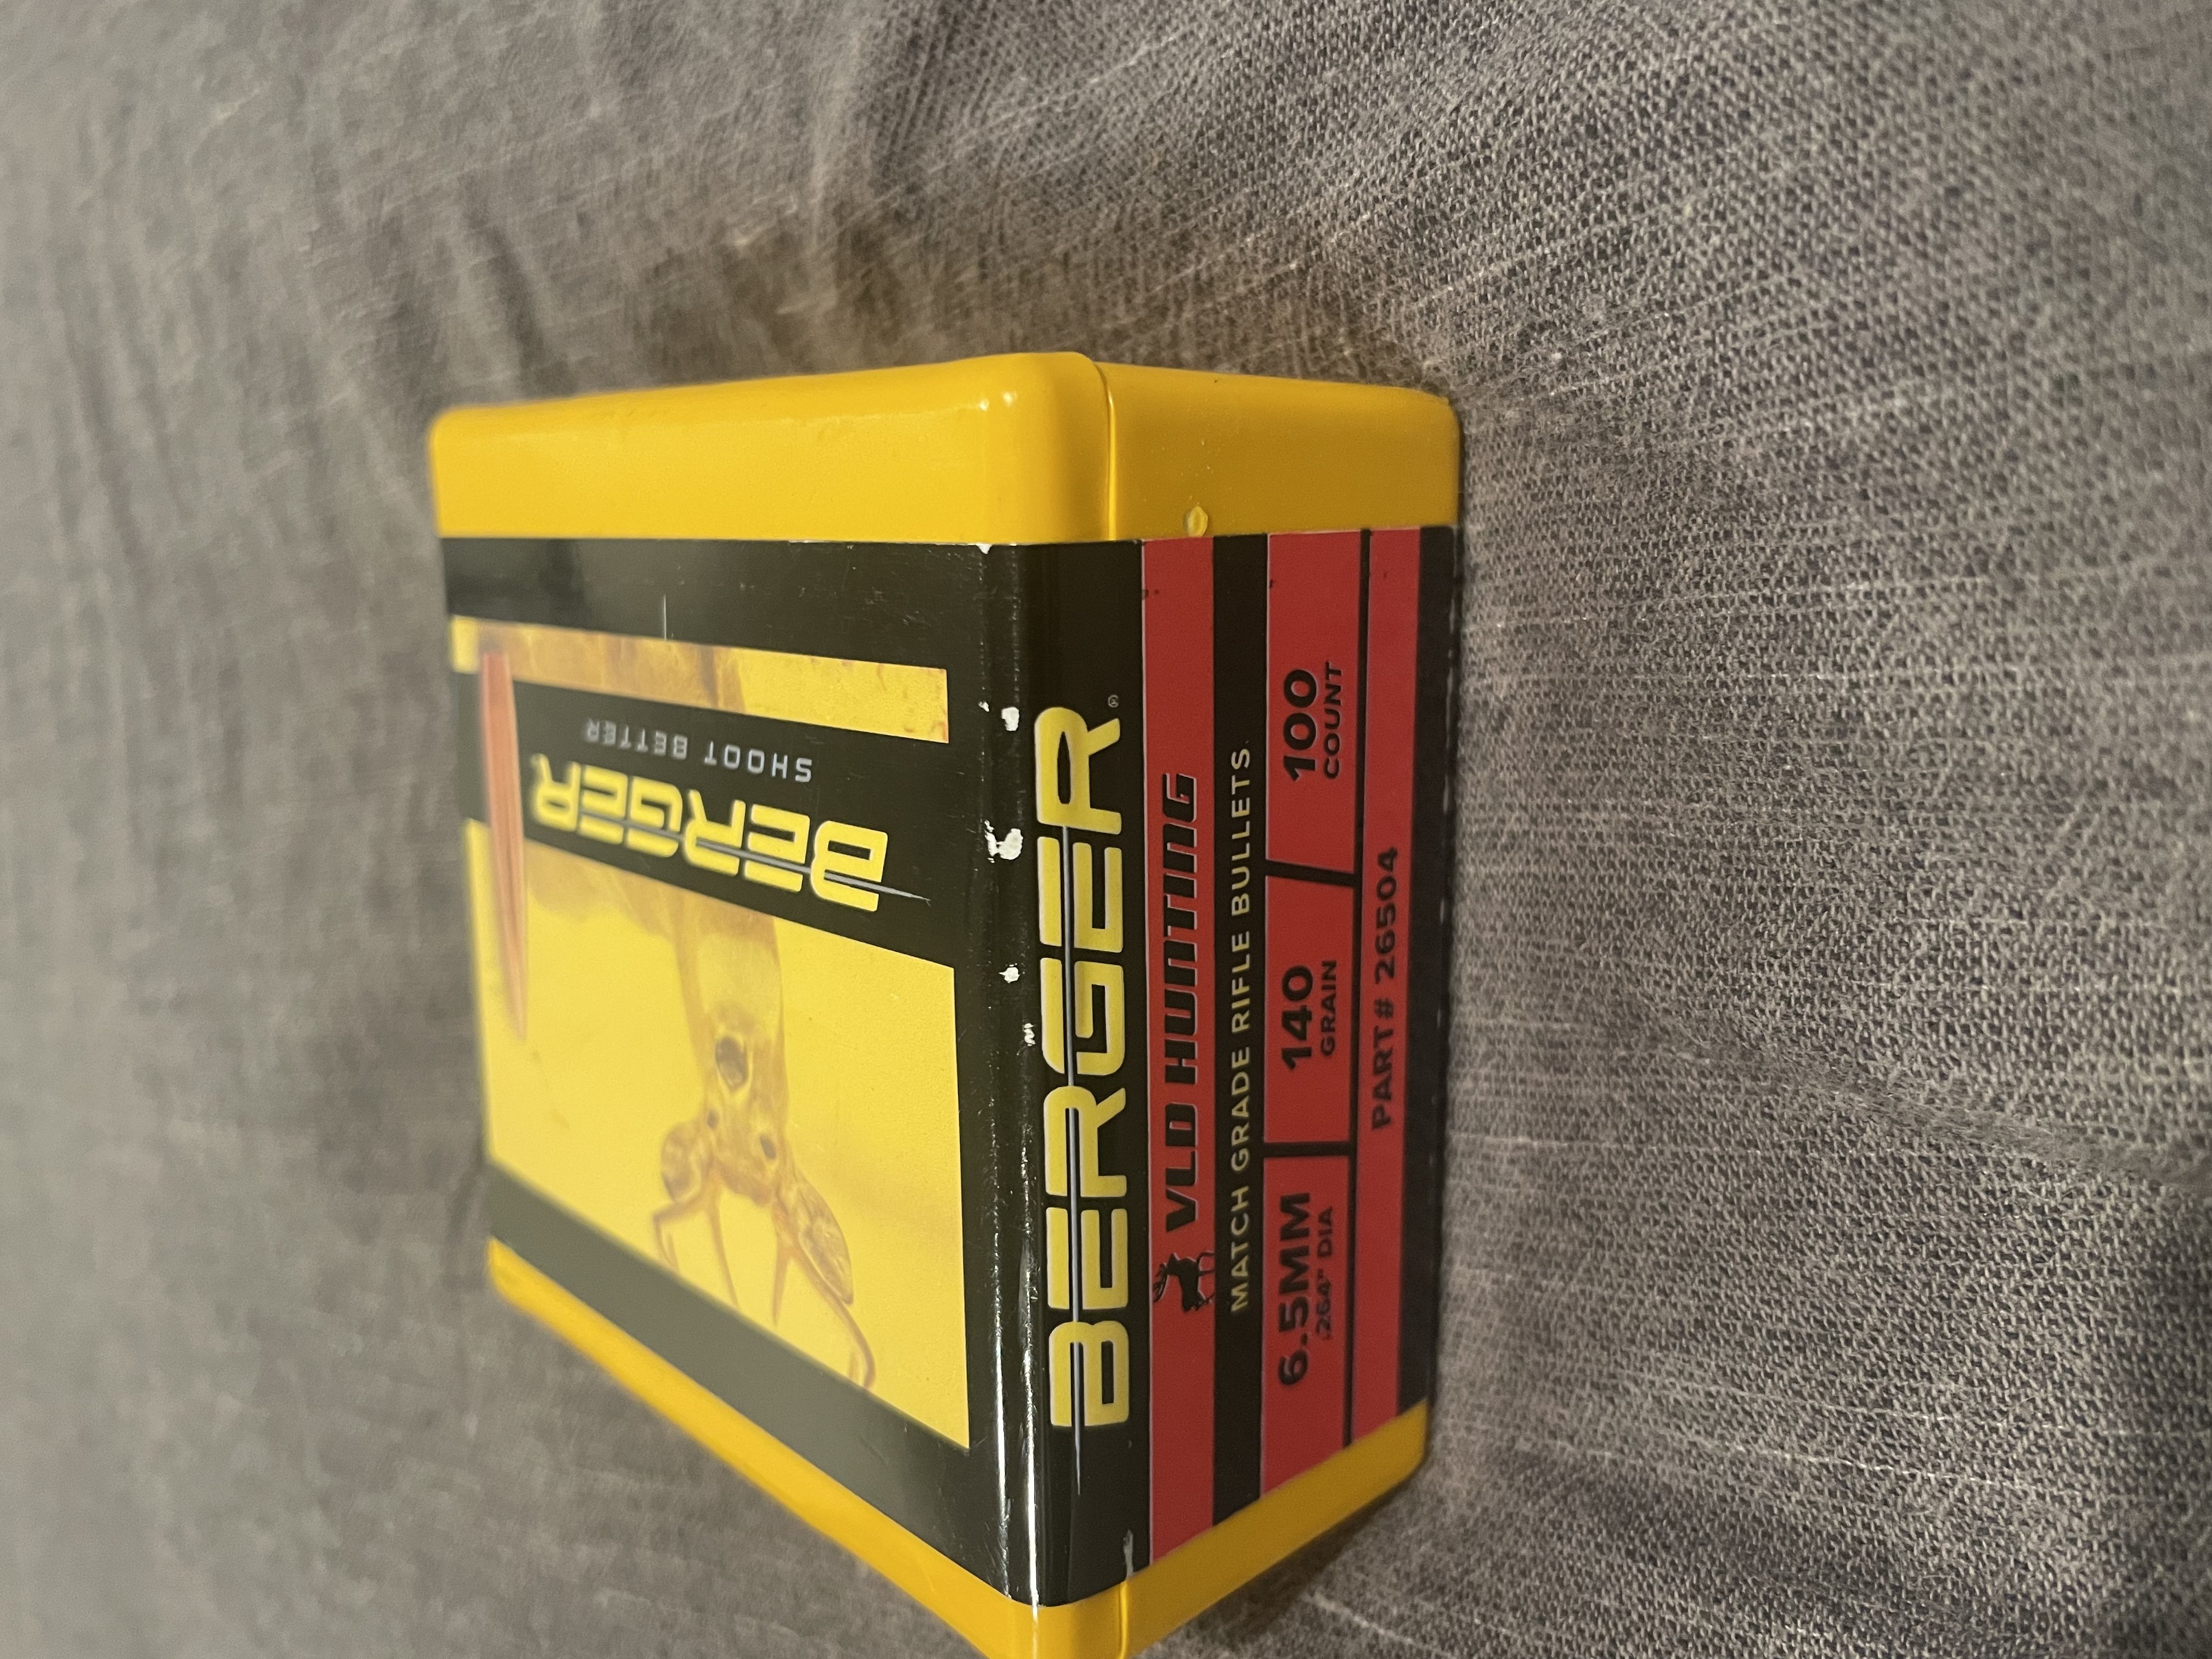 BERGER
SHOOT BETTER
BERGER®
VLD HUNTING
MATCH GRADE RIFLE BULLETS
6.5MM 140 100
.264" DIA GRAIN COUNT
PART# 26504